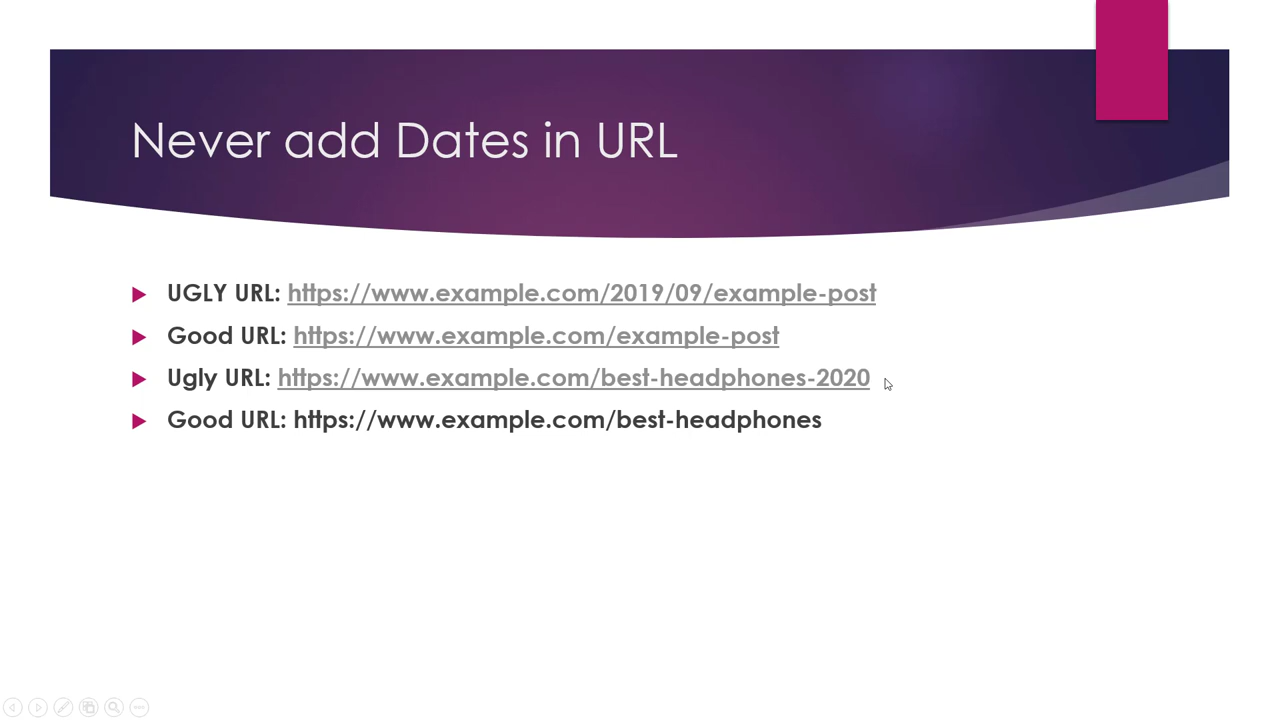 Never add Dates in URL
UGLY URL: https://www.example.com/2019/09/example-post
Good URL: https://www.example.com/example-post
Ugly URL: https://www.example.com/best-headphones-2020
Good URL: https://www.example.com/best-headphones